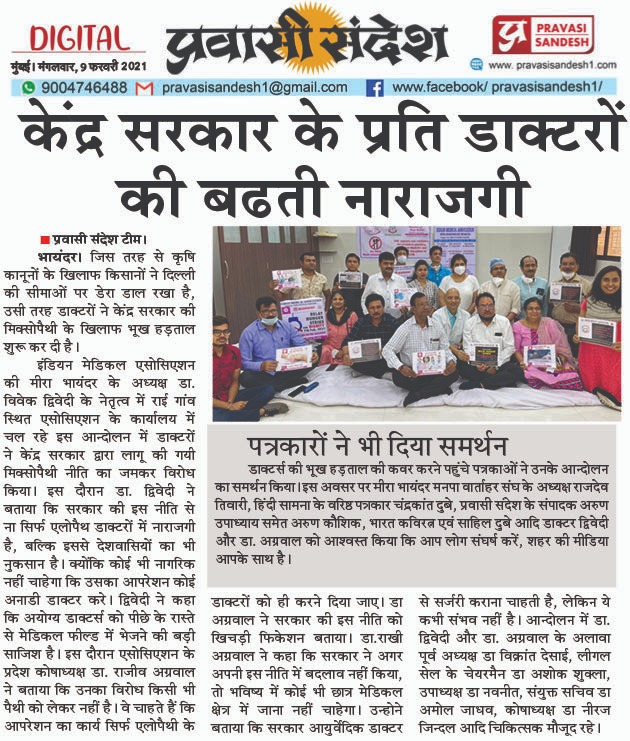 DIGITAL
मुंबई। मंगलवार, 9 फरवरी 2021
प्रवासी संदेश
प्र
PRAVASI
SANDESH
www. pravasisandesh.com
9004746488
pravasisandesh1@gmail.com
www.facebook/ pravasisandesh1/
केंद्र सरकार के प्रति डाक्टरों
की बढती नाराजगी
प्रवासी संदेश टीम।
भायंदर। जिस तरह से कृषि
कानूनों के खिलाफ किसानों ने दिल्ली
की सीमाओं पर डेरा डाल रखा है,
उसी तरह डाक्टरों ने केंद्र सरकार की
मिक्सोपैथी के खिलाफ भूख हड़ताल
शुरू कर दी है।
इंडियन मेडिकल एसोसिएशन
की मीरा भायंदर के अध्यक्ष डा.
विवेक द्विवेदी के नेतृत्व में राई गांव
स्थित एसोसिएशन के कार्यालय में
चल रहे इस आन्दोलन में डाक्टरों
ने केंद्र सरकार द्वारा लागू की गयी
मिक्सोपैथी नीति का जमकर विरोध
किया। इस दौरान डा. द्विवेदी ने
बताया कि सरकार की इस नीति से
ना सिर्फ एलोपैथ डाक्टरों में नाराजगी
है, बल्कि इससे देशवासियों का भी
नुकसान है। क्योंकि कोई भी नागरिक
नहीं चाहेगा कि उसका आपरेशन कोई
अनाडी डाक्टर करे। द्विवेदी ने कहा
कि अयोग्य डाक्टर्स को पीछे के रास्ते
से मेडिकल फील्ड में भेजने की बड़ी
साजिश है। इस दौरान एसोसिएशन के
प्रदेश कोषाध्यक्ष डा. राजीव अग्रवाल
ने बताया कि उनका विरोध किसी भी
पैथी को लेकर नहीं है। वे चाहते हैं कि
आपरेशन का कार्य सिर्फ एलोपैथी के
RELAY
HUNGER
STRIKE
पत्रकारों ने भी दिया समर्थन
डाक्टर्स की भूख हड़ताल की कवर करने पहुंचे पत्रकाओं ने उनके आन्दोलन
का समर्थन किया। इस अवसर पर मीरा भायंदर मनपा वार्ताहर संघ के अध्यक्ष राजदेव
तिवारी, हिंदी सामना के वरिष्ठ पत्रकार चंद्रकांत दुबे, प्रवासी संदेश के संपादक अरुण
उपाध्याय समेत अरुण कौशिक, भारत कविरत्न एवं साहिल दुबे आदि डाक्टर द्विवेदी
और डा. अग्रवाल को आश्वस्त किया कि आप लोग संघर्ष करें, शहर की मीडिया
आपके साथ है।
डाक्टरों को ही करने दिया जाए। डा
अग्रवाल ने सरकार की इस नीति को
खिचड़ी फिकेशन बताया। डा.राखी
अग्रवाल ने कहा कि सरकार ने अगर
अपनी इस नीति में बदलाव नहीं किया,
तो भविष्य में कोई भी छात्र मेडिकल
क्षेत्र में जाना नहीं चाहेगा। उन्होने
बताया कि सरकार आयुर्वेदिक डाक्टर
से सर्जरी कराना चाहती है, लेकिन ये
कभी संभव नहीं है। आन्दोलन में डा.
द्विवेदी और डा. अग्रवाल के अलावा
पूर्व अध्यक्ष डा विक्रांत देसाई, लीगल
सेल के चेयरमैन डा अशोक शुक्ला,
उपाध्यक्ष डा नवनीत, संयुक्त सचिव डा
अमोल जाधव, कोषाध्यक्ष डा नीरज
जिन्दल आदि चिकित्सक मौजूद रहे।